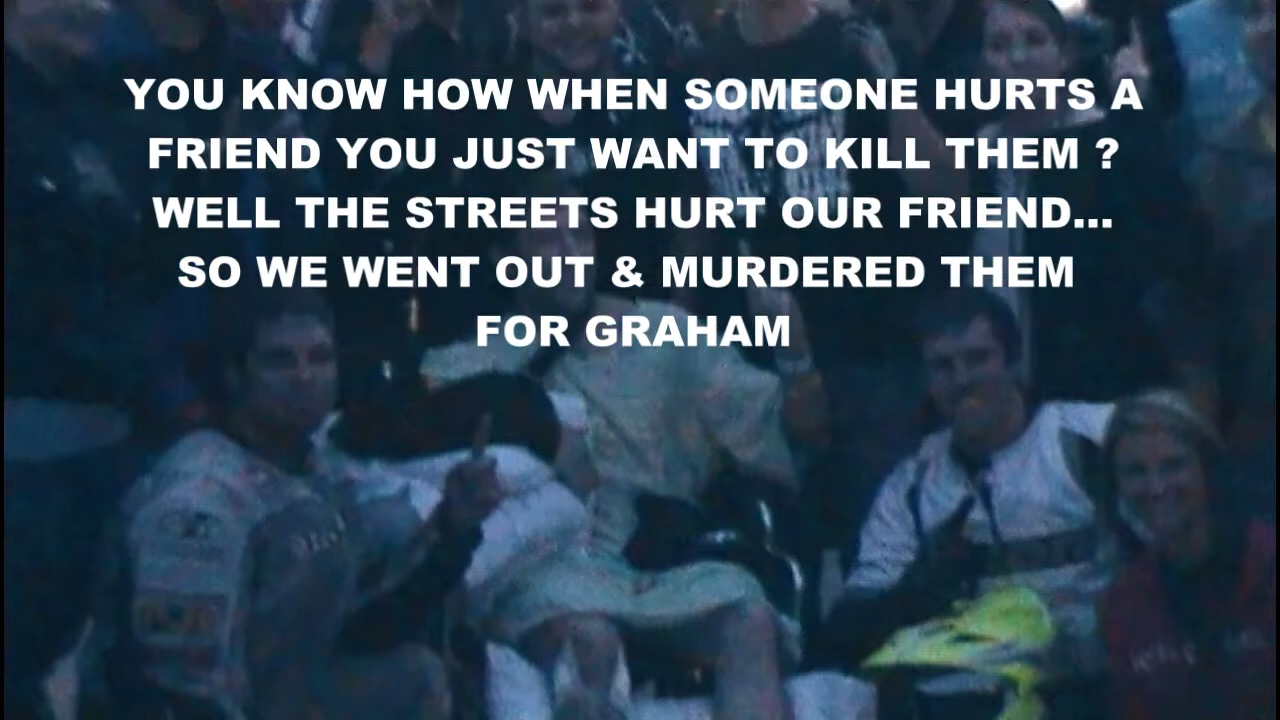 YOU KNOW HOW WHEN SOMEONE HURTS A
FRIEND YOU JUST WANT TO KILL THEM ?
WELL THE STREETS HURT OUR FRIEND...
SO WE WENT OUT & MURDERED THEM
FOR GRAHAM